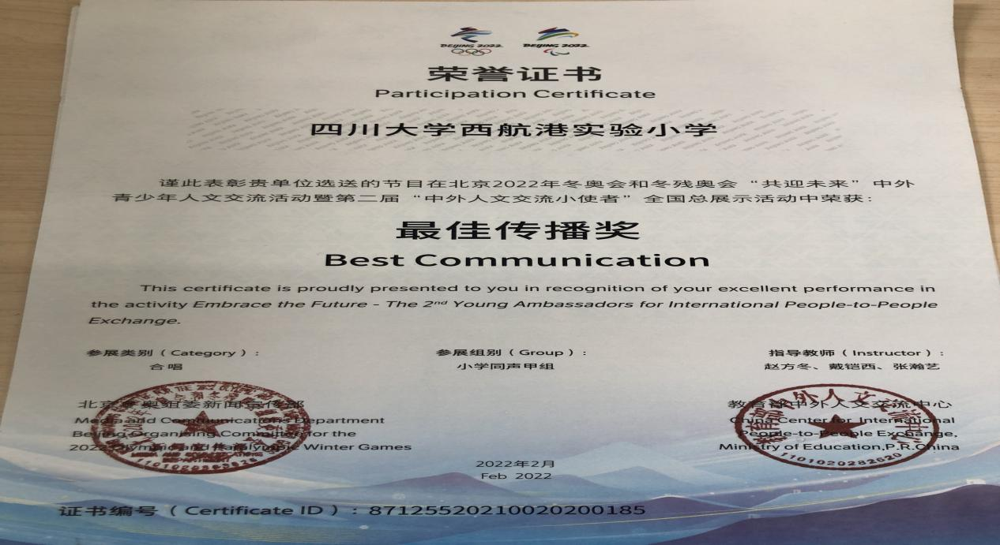 BEIJING 2022 BEIJING 2022
荣誉证书
Participation Certificate
四川大学西航港实验小学
谨此表彰贵单位选送的节目在北京2022年冬奥会和冬残奥会“共迎未来”中外
青少年人文交流活动暨第二届“中外人文交流小使者”全国总展示活动中荣获：
最佳传播奖
Best Communication
This certificate is proudly presented to you in recognition of your excellent performance in
the activity Embrace the Future - The 2nd Young Ambassadors for International People-to-People
Exchange.
参展类别（Category）： 参展组别（Group）： 指导教师（Instructor）：
合唱 小学同声甲组 赵方冬、戴铠西、张瀚艺
北京冬奥组委新闻宣传部 教育部中外人文交流中心
Media and Communications Department China Center for International
Beijing Organising Committee for the People-to-People Exchange,
2022 Olympic and Paralympic Winter Games Ministry of Education,P.R.China
1101020282620
2022年2月
Feb 2022
证书编号（Certificate ID）：87125520210020200185